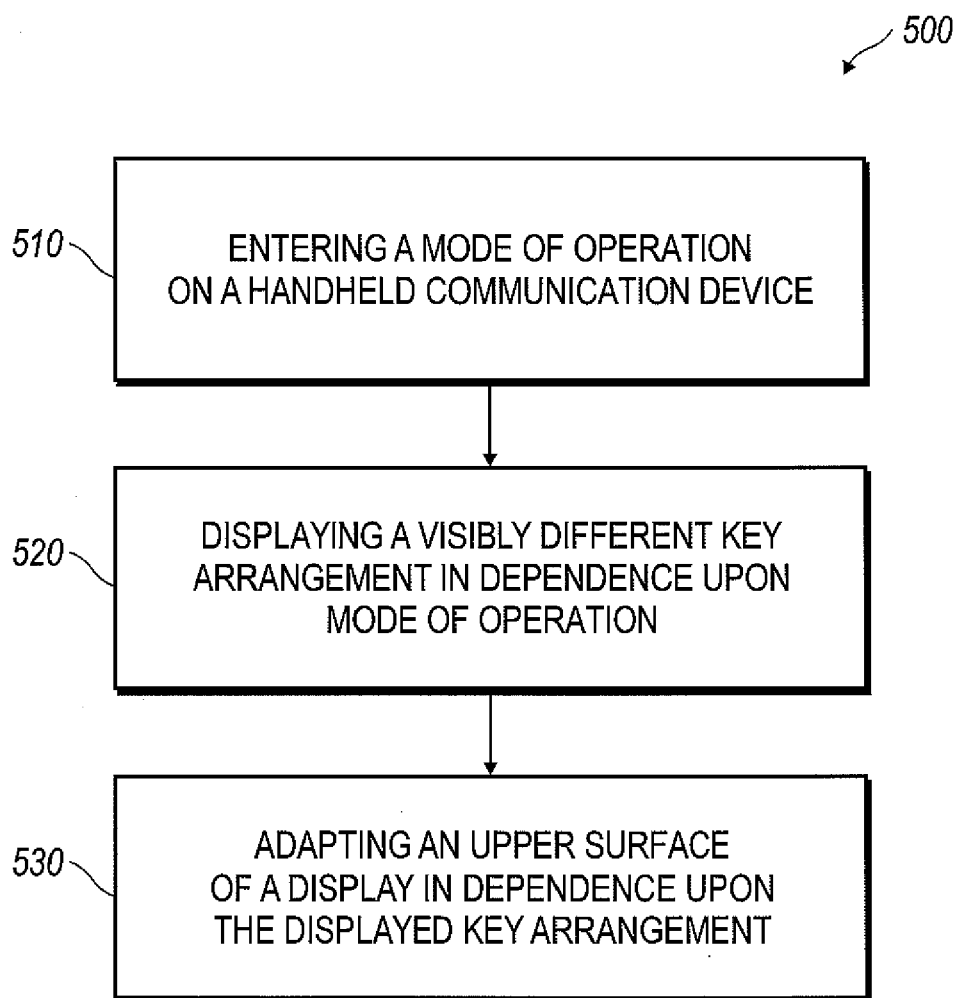 500
510
ENTERING A MODE OF OPERATION
ON A HANDHELD COMMUNICATION DEVICE
520
DISPLAYING A VISIBLY DIFFERENT KEY
ARRANGEMENT IN DEPENDENCE UPON
MODE OF OPERATION
530
ADAPTING AN UPPER SURFACE
OF A DISPLAY IN DEPENDENCE UPON
THE DISPLAYED KEY ARRANGEMENT